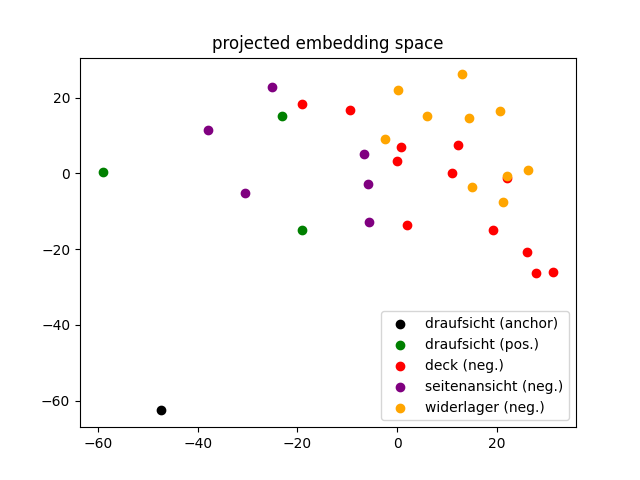 projected embedding space
20
0
−20
−40
−60
−60
−40
−20
0
20
draufsicht (anchor)
draufsicht (pos.)
deck (neg.)
seitenansicht (neg.)
widerlager (neg.)